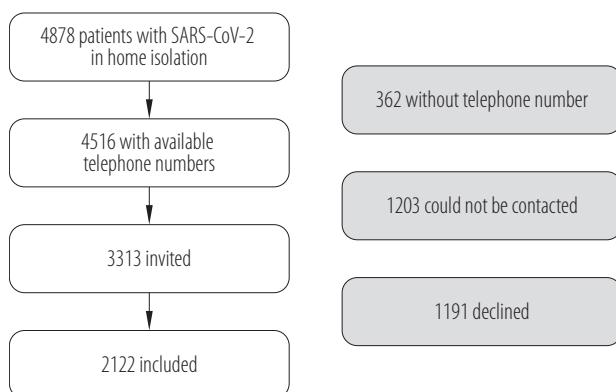 4878 patients with SARS-CoV-2
in home isolation
362 without telephone number
4516 with available
telephone numbers
1203 could not be contacted
3313 invited
1191 declined
2122 included